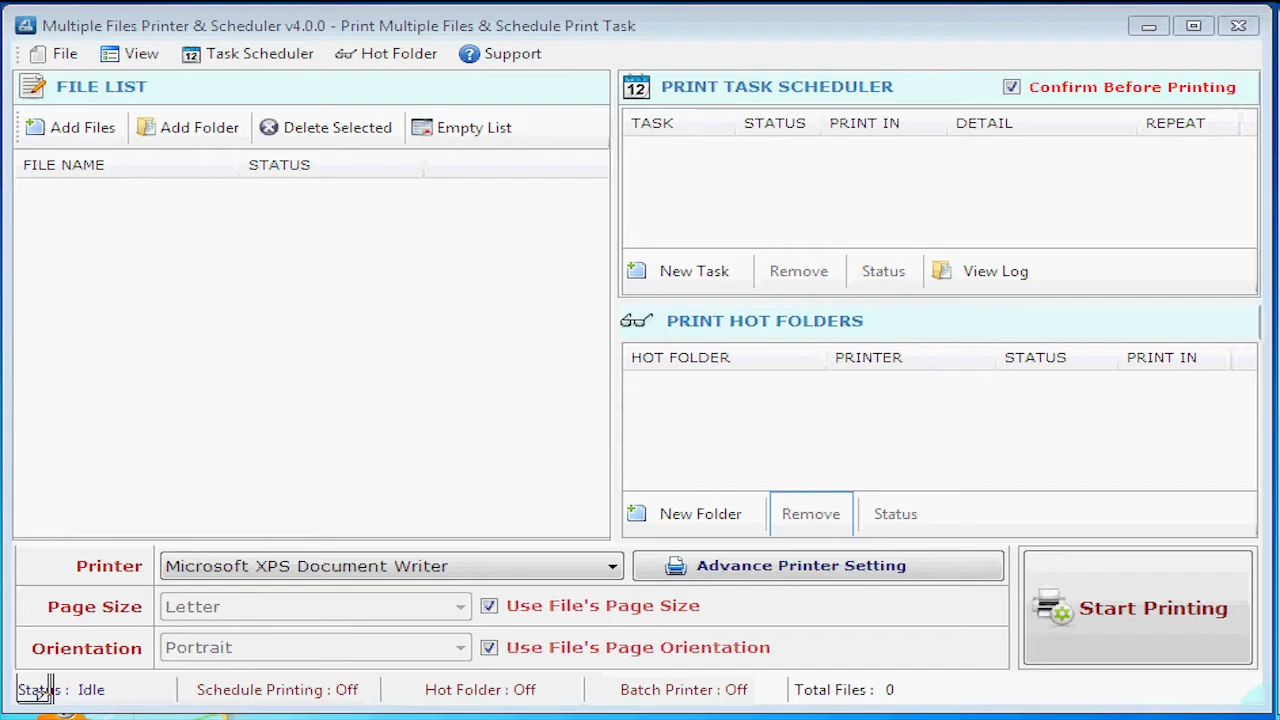 Multiple Files Printer & Scheduler v4.0.0 - Print Multiple Files & Schedule Print Task
File View Task Scheduler Hot Folder Support
FILE LIST
Add Files Add Folder Delete Selected Empty List
FILE NAME STATUS
12 PRINT TASK SCHEDULER Confirm Before Printing
TASK STATUS PRINT IN DETAIL REPEAT
New Task Remove Status View Log
PRINT HOT FOLDERS
HOT FOLDER PRINTER STATUS PRINT IN
New Folder Remove Status
Printer Microsoft XPS Document Writer Advance Printer Setting
Page Size Letter Use File's Page Size
Orientation Portrait Use File's Page Orientation
Start Printing
Status : Idle Schedule Printing : Off Hot Folder : Off Batch Printer : Off Total Files : 0